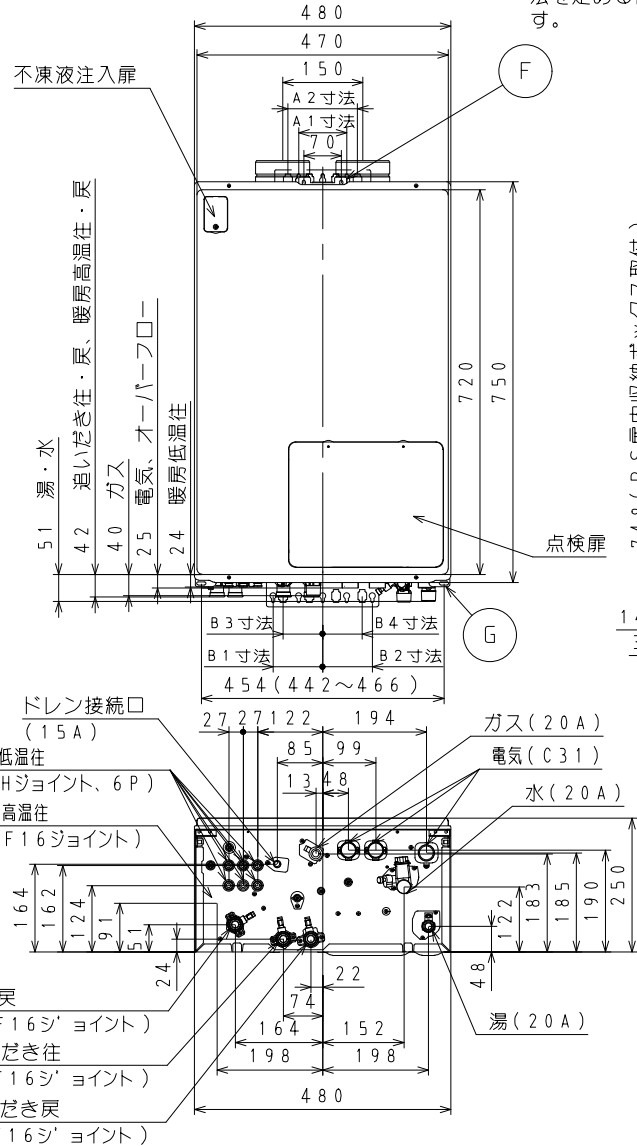 法を定める
す。
480
470
150
A2寸法
A1寸法
70
F
不凍液注入扉
720
750
51 湯・水
42 追いだき往・戻、暖房高温往・戻
40 ガス
25 電気、オーバーフロー
24 暖房低温往
点検扉
G
B3寸法
B4寸法
B1寸法
B2寸法
454(442～466)
ドレン接続口
(15A)
27
27
122
194
ガス(20A)
低温往
Hジョイント、6P)
85
99
電気(C31)
13
48
水(20A)
高温往
F16ジョイント)
164
162
124
91
51
24
122
183
185
190
250
48
22
74
戻
F16ジョイント)
164
152
湯(20A)
だき往
F16ジョイント)
198
198
だき戻
F16ジョイント)
480